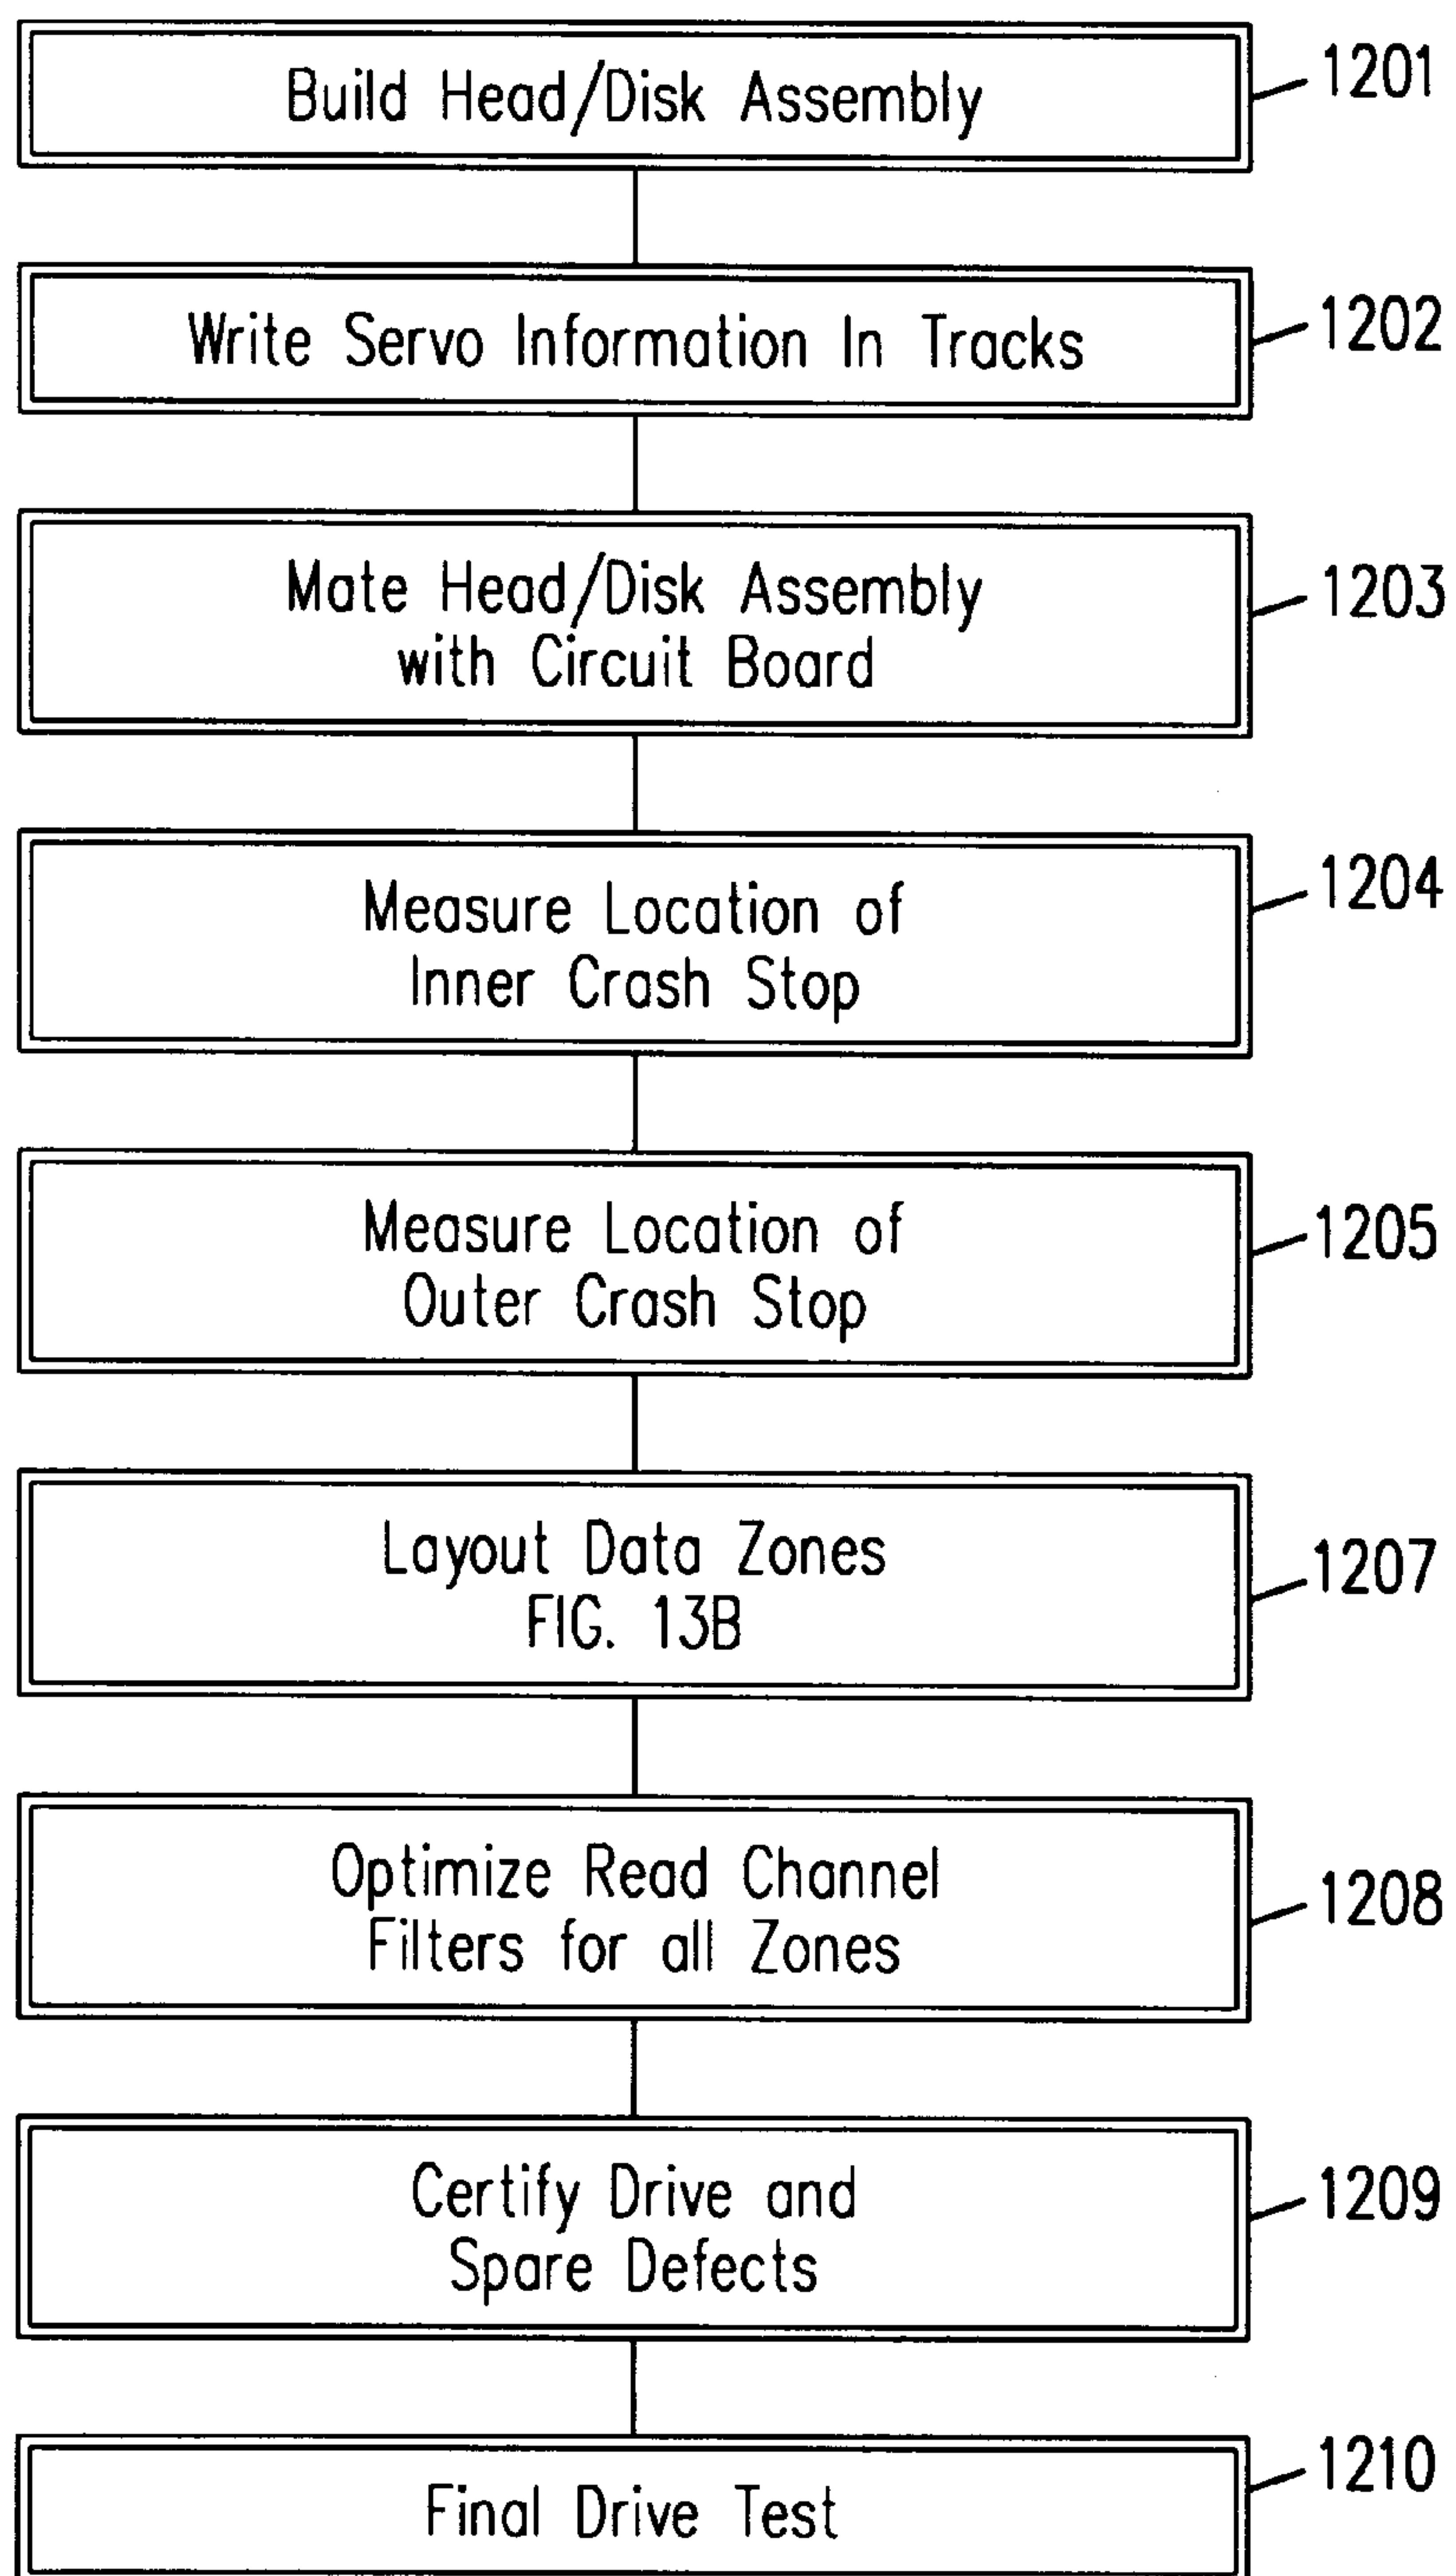 Build Head/Disk Assembly
1201
Write Servo Information In Tracks
1202
Mate Head/Disk Assembly
with Circuit Board
1203
Measure Location of
Inner Crash Stop
1204
Measure Location of
Outer Crash Stop
1205
Layout Data Zones
FIG. 13B
1207
Optimize Read Channel
Filters for all Zones
1208
Certify Drive and
Spare Defects
1209
Final Drive Test
1210